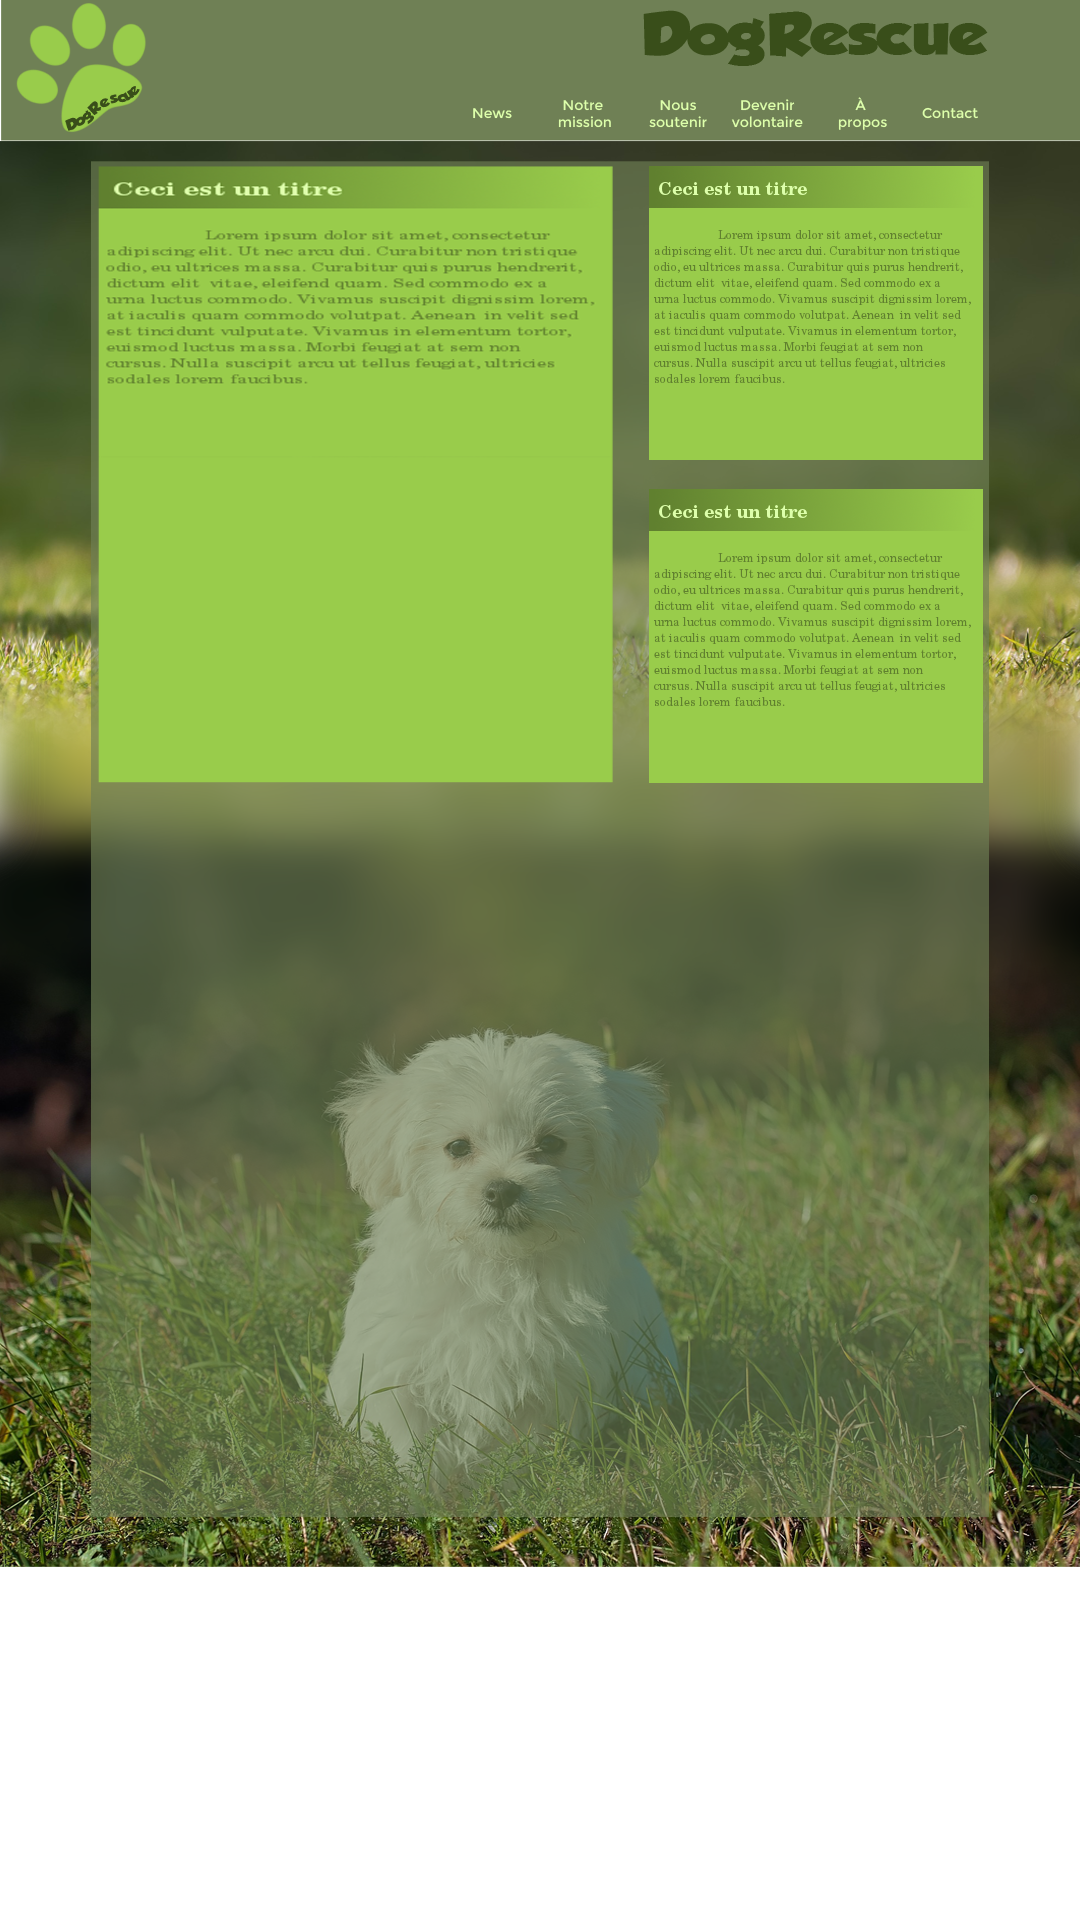 DogRescue
DogRescue
News
Notre
mission
Nous
soutenir
Devenir
volontaire
À
propos
Contact
Ceci est un titre
Lorem ipsum dolor sit amet, consectetur
adipiscing elit. Ut nec arcu dui. Curabitur non tristique
odio, eu ultrices massa. Curabitur quis purus hendrerit,
dictum elit vitae, eleifend quam. Sed commodo ex a
urna luctus commodo. Vivamus suscipit dignissim lorem,
at iaculis quam commodo volutpat. Aenean in velit sed
est tincidunt vulputate. Vivamus in elementum tortor,
euismod luctus massa. Morbi feugiat at sem non
cursus. Nulla suscipit arcu ut tellus feugiat, ultricies
sodales lorem faucibus.
Ceci est un titre
Lorem ipsum dolor sit amet, consectetur
adipiscing elit. Ut nec arcu dui. Curabitur non tristique
odio, eu ultrices massa. Curabitur quis purus hendrerit,
dictum elit vitae, eleifend quam. Sed commodo ex a
urna luctus commodo. Vivamus suscipit dignissim lorem,
at iaculis quam commodo volutpat. Aenean in velit sed
est tincidunt vulputate. Vivamus in elementum tortor,
euismod luctus massa. Morbi feugiat at sem non
cursus. Nulla suscipit arcu ut tellus feugiat, ultricies
sodales lorem faucibus.
Ceci est un titre
Lorem ipsum dolor sit amet, consectetur
adipiscing elit. Ut nec arcu dui. Curabitur non tristique
odio, eu ultrices massa. Curabitur quis purus hendrerit,
dictum elit vitae, eleifend quam. Sed commodo ex a
urna luctus commodo. Vivamus suscipit dignissim lorem,
at iaculis quam commodo volutpat. Aenean in velit sed
est tincidunt vulputate. Vivamus in elementum tortor,
euismod luctus massa. Morbi feugiat at sem non
cursus. Nulla suscipit arcu ut tellus feugiat, ultricies
sodales lorem faucibus.